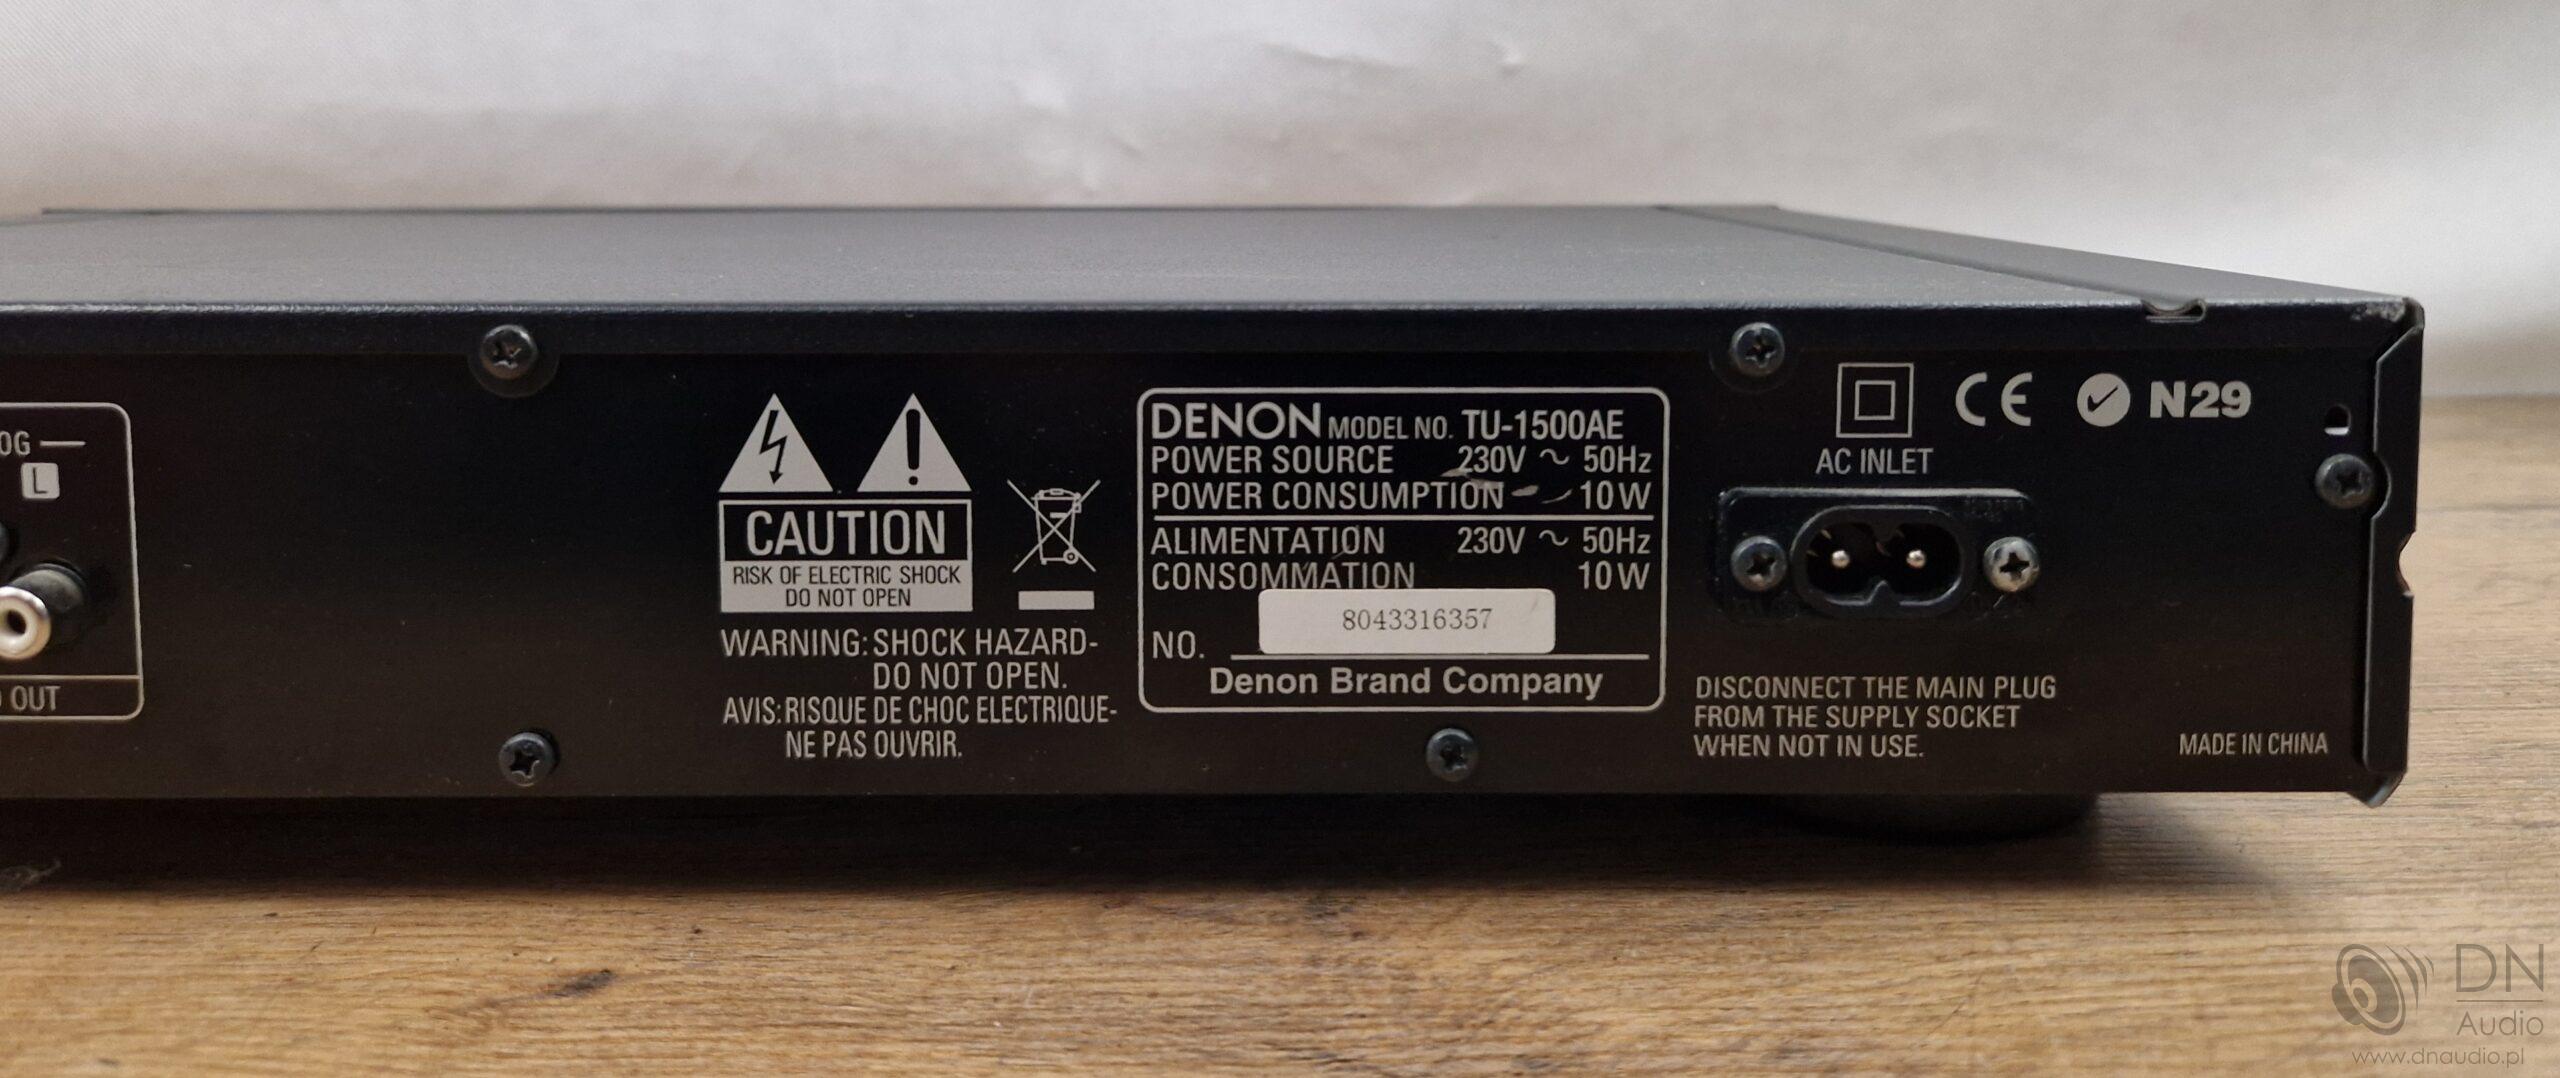 OG
L
OUT
CAUTION
RISK OF ELECTRIC SHOCK
DO NOT OPEN
WARNING: SHOCK HAZARD-
DO NOT OPEN.
AVIS: RISQUE DE CHOC ELECTRIQUE-
NE PAS OUVRIR.
DENON MODEL NO. TU-1500AE
POWER SOURCE 230V ~ 50Hz
POWER CONSUMPTION 10W
ALIMENTATION 230V ~ 50Hz
CONSOMMATION 10W
8043316357
NO.
Denon Brand Company
CE N29
AC INLET
DISCONNECT THE MAIN PLUG
FROM THE SUPPLY SOCKET
WHEN NOT IN USE.
MADE IN CHINA
DN
Audio
www.dnaudio.pl